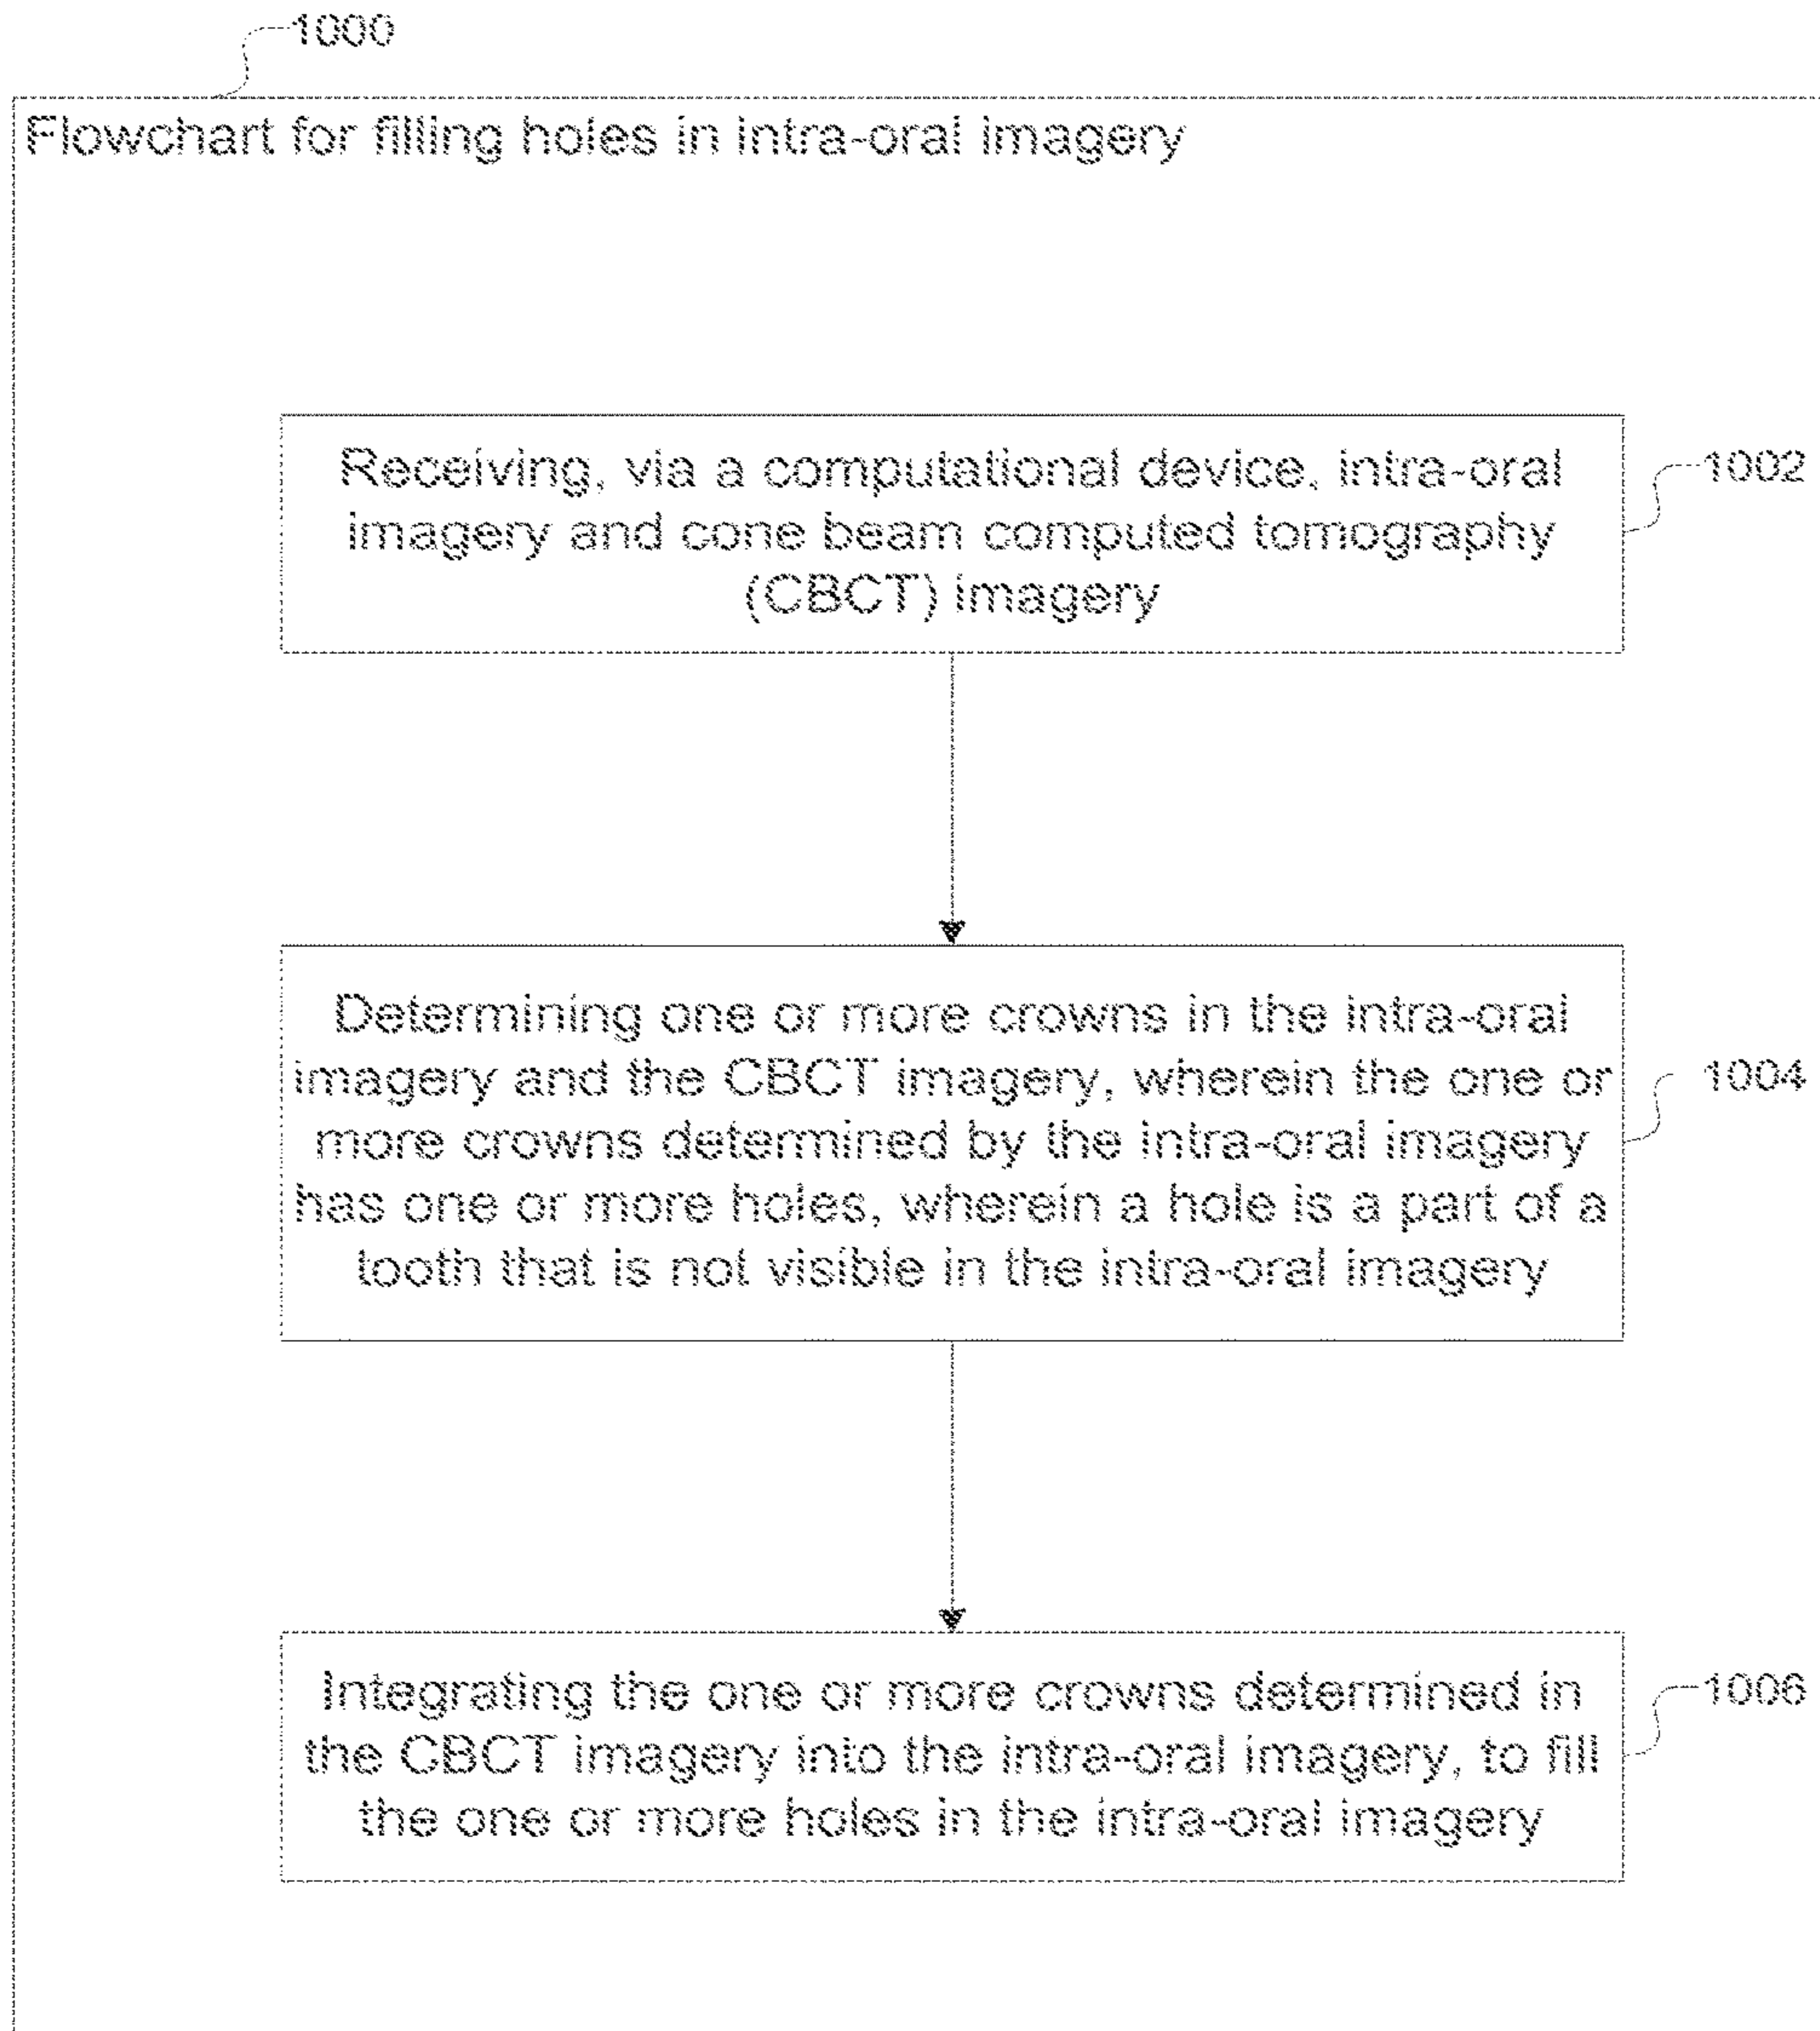 1000
Flowchart for filling holes in intra-oral imagery
Receiving, via a computational device, intra-oral
imagery and cone beam computed tomography
(CBCT) imagery
1002
Determining one or more crowns in the intra-oral
imagery and the CBCT imagery, wherein the one or
more crowns determined by the intra-oral imagery
has one or more holes, wherein a hole is a part of a
tooth that is not visible in the intra-oral imagery
1004
Integrating the one or more crowns determined in
the CBCT imagery into the intra-oral imagery, to fill
the one or more holes in the intra-oral imagery
1006